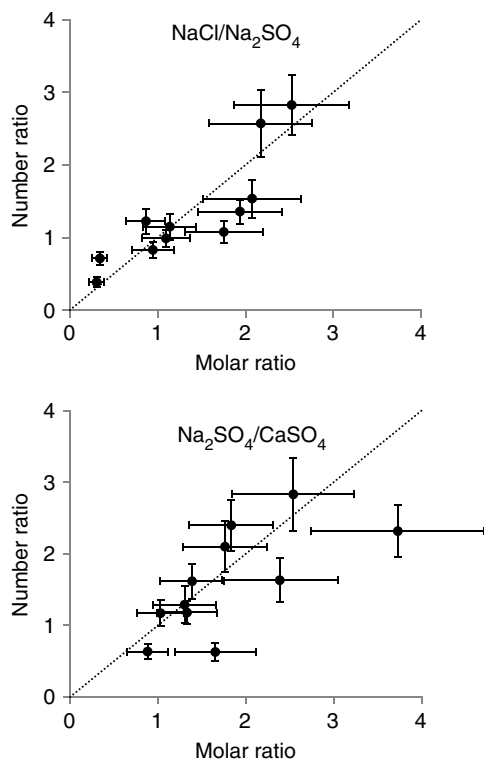 NaCl/Na₂SO₄
4
3
2
1
0
Number ratio
0 1 2 3 4
Molar ratio
Na₂SO₄/CaSO₄
4
3
2
1
0
Number ratio
0 1 2 3 4
Molar ratio